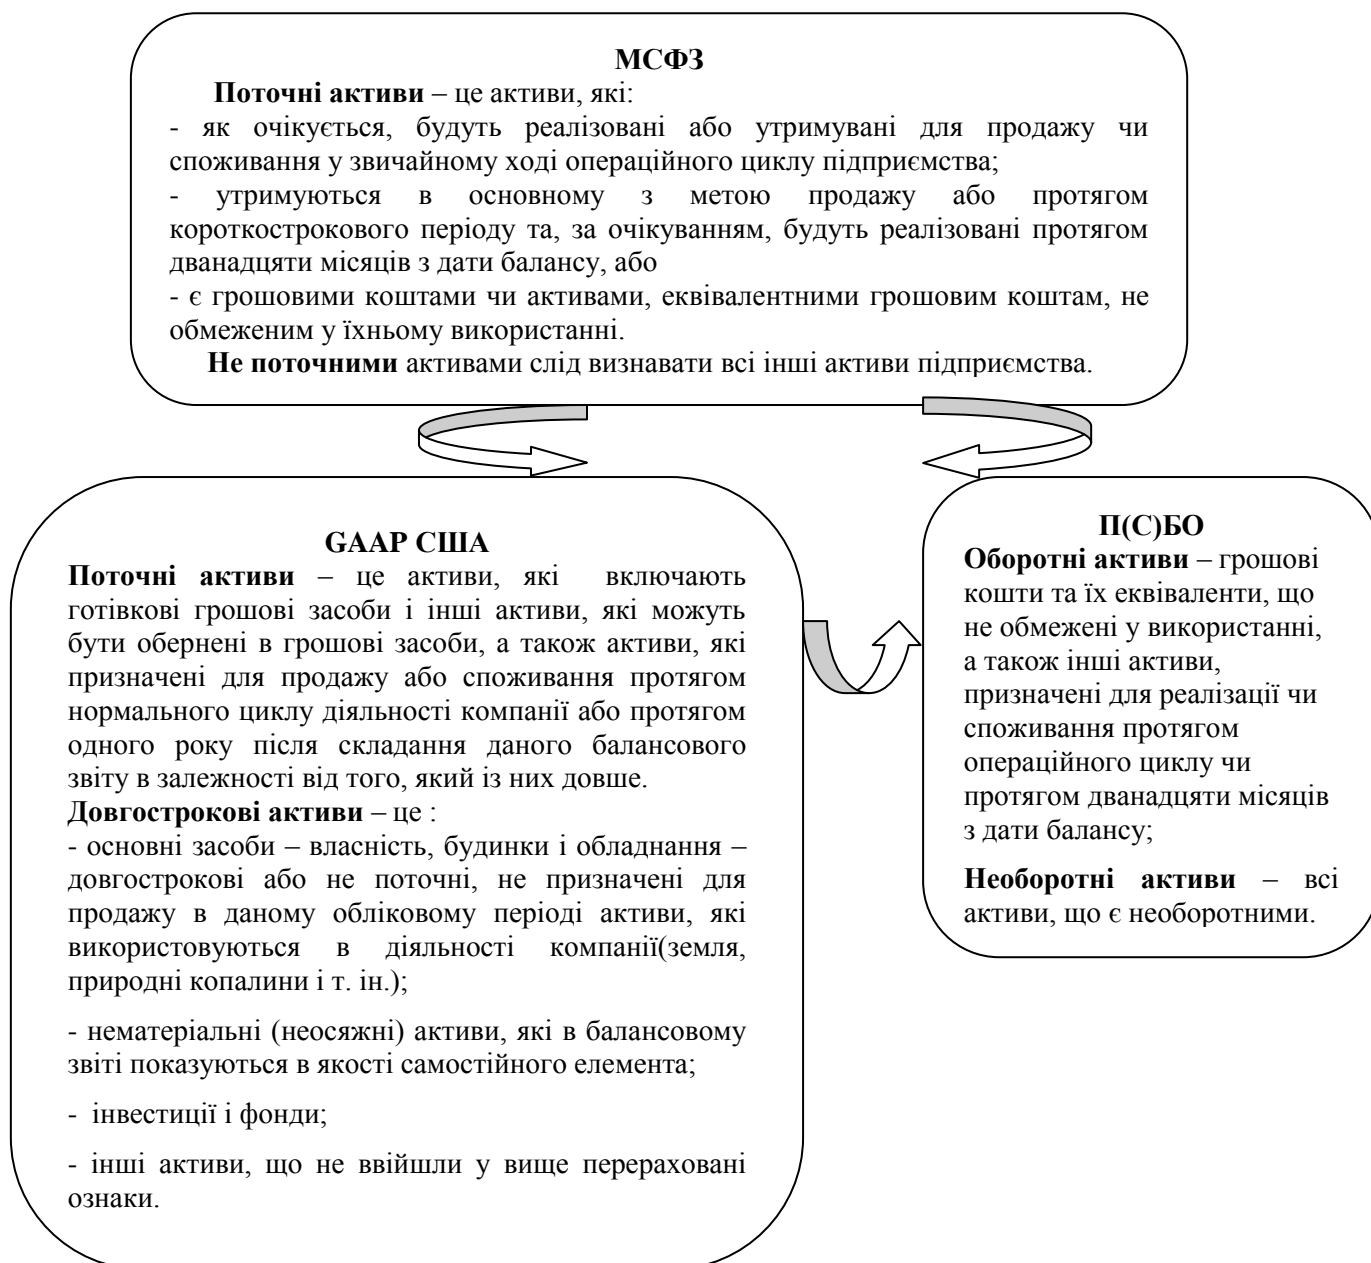 МСФЗ
Поточні активи – це активи, які:
- як очікується, будуть реалізовані або утримувані для продажу чи
споживання у звичайному ході операційного циклу підприємства;
- утримуються в основному з метою продажу або протягом
короткострокового періоду та, за очікуванням, будуть реалізовані протягом
дванадцяти місяців з дати балансу, або
- є грошовими коштами чи активами, еквівалентними грошовим коштам, не
обмеженим у їхньому використанні.
Не поточними активами слід визнавати всі інші активи підприємства.
GAAP США
Поточні активи – це активи, які включають
готівкові грошові засоби і інші активи, які можуть
бути обернені в грошові засоби, а також активи, які
призначені для продажу або споживання протягом
нормального циклу діяльності компанії або протягом
одного року після складання даного балансового
звіту в залежності від того, який із них довше.
Довгострокові активи – це :
- основні засоби – власність, будинки і обладнання –
довгострокові або не поточні, не призначені для
продажу в даному обліковому періоді активи, які
використовуються в діяльності компанії(земля,
природні копалини і т. ін.);
- нематеріальні (неосяжні) активи, які в балансовому
звіті показуються в якості самостійного елемента;
- інвестиції і фонди;
- інші активи, що не ввійшли у вище перераховані
ознаки.
П(С)БО
Оборотні активи – грошові
кошти та їх еквіваленти, що
не обмежені у використанні,
а також інші активи,
призначені для реалізації чи
споживання протягом
операційного циклу чи
протягом дванадцяти місяців
з дати балансу;
Необоротні активи – всі
активи, що є необоротними.